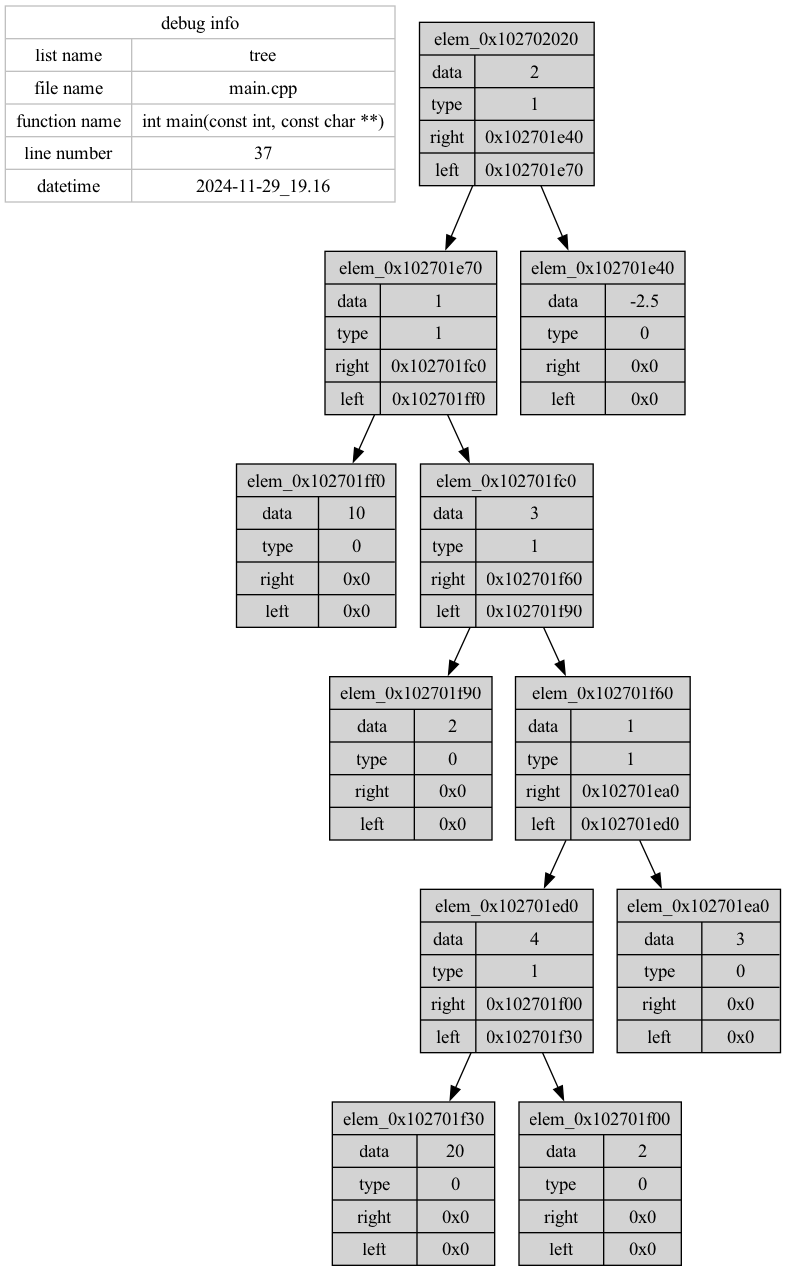 debug info
list name tree
file name main.cpp
function name int main(const int, const char **)
line number 37
datetime 2024-11-29_19.16
elem_0x102702020
data 2
type 1
right 0x102701e40
left 0x102701e70
elem_0x102701e70
data 1
type 1
right 0x102701fc0
left 0x102701ff0
elem_0x102701e40
data -2.5
type 0
right 0x0
left 0x0
elem_0x102701ff0
data 10
type 0
right 0x0
left 0x0
elem_0x102701fc0
data 3
type 1
right 0x102701f60
left 0x102701f90
elem_0x102701f90
data 2
type 0
right 0x0
left 0x0
elem_0x102701f60
data 1
type 1
right 0x102701ea0
left 0x102701ed0
elem_0x102701ed0
data 4
type 1
right 0x102701f00
left 0x102701f30
elem_0x102701ea0
data 3
type 0
right 0x0
left 0x0
elem_0x102701f30
data 20
type 0
right 0x0
left 0x0
elem_0x102701f00
data 2
type 0
right 0x0
left 0x0